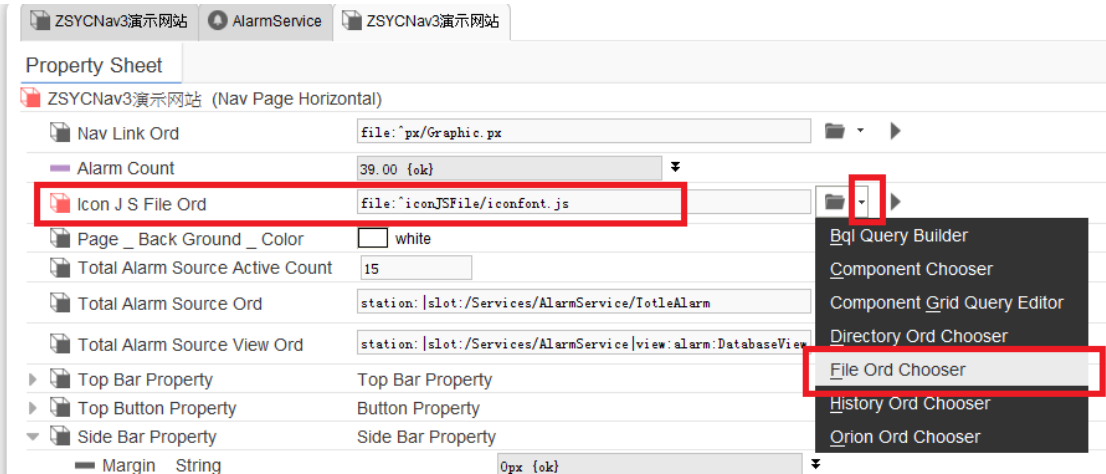 ZSYCNav3演示网站 AlarmService ZSYCNav3演示网站
Property Sheet
ZSYCNav3演示网站 (Nav Page Horizontal)
Nav Link Ord file:^px/Graphic.px
Alarm Count 39.00 {ok}
Icon J S File Ord file:^iconJSFile/iconfont.js
Page _ Back Ground _ Color white
Total Alarm Source Active Count 15
Total Alarm Source Ord station:|slot:/Services/AlarmService/TotleAlarm
Total Alarm Source View Ord station:|slot:/Services/AlarmService|view:alarm:DatabaseView
Top Bar Property Top Bar Property
Top Button Property Button Property
Side Bar Property Side Bar Property
Margin String 0px {ok}
Bql Query Builder
Component Chooser
Component Grid Query Editor
Directory Ord Chooser
File Ord Chooser
History Ord Chooser
Orion Ord Chooser